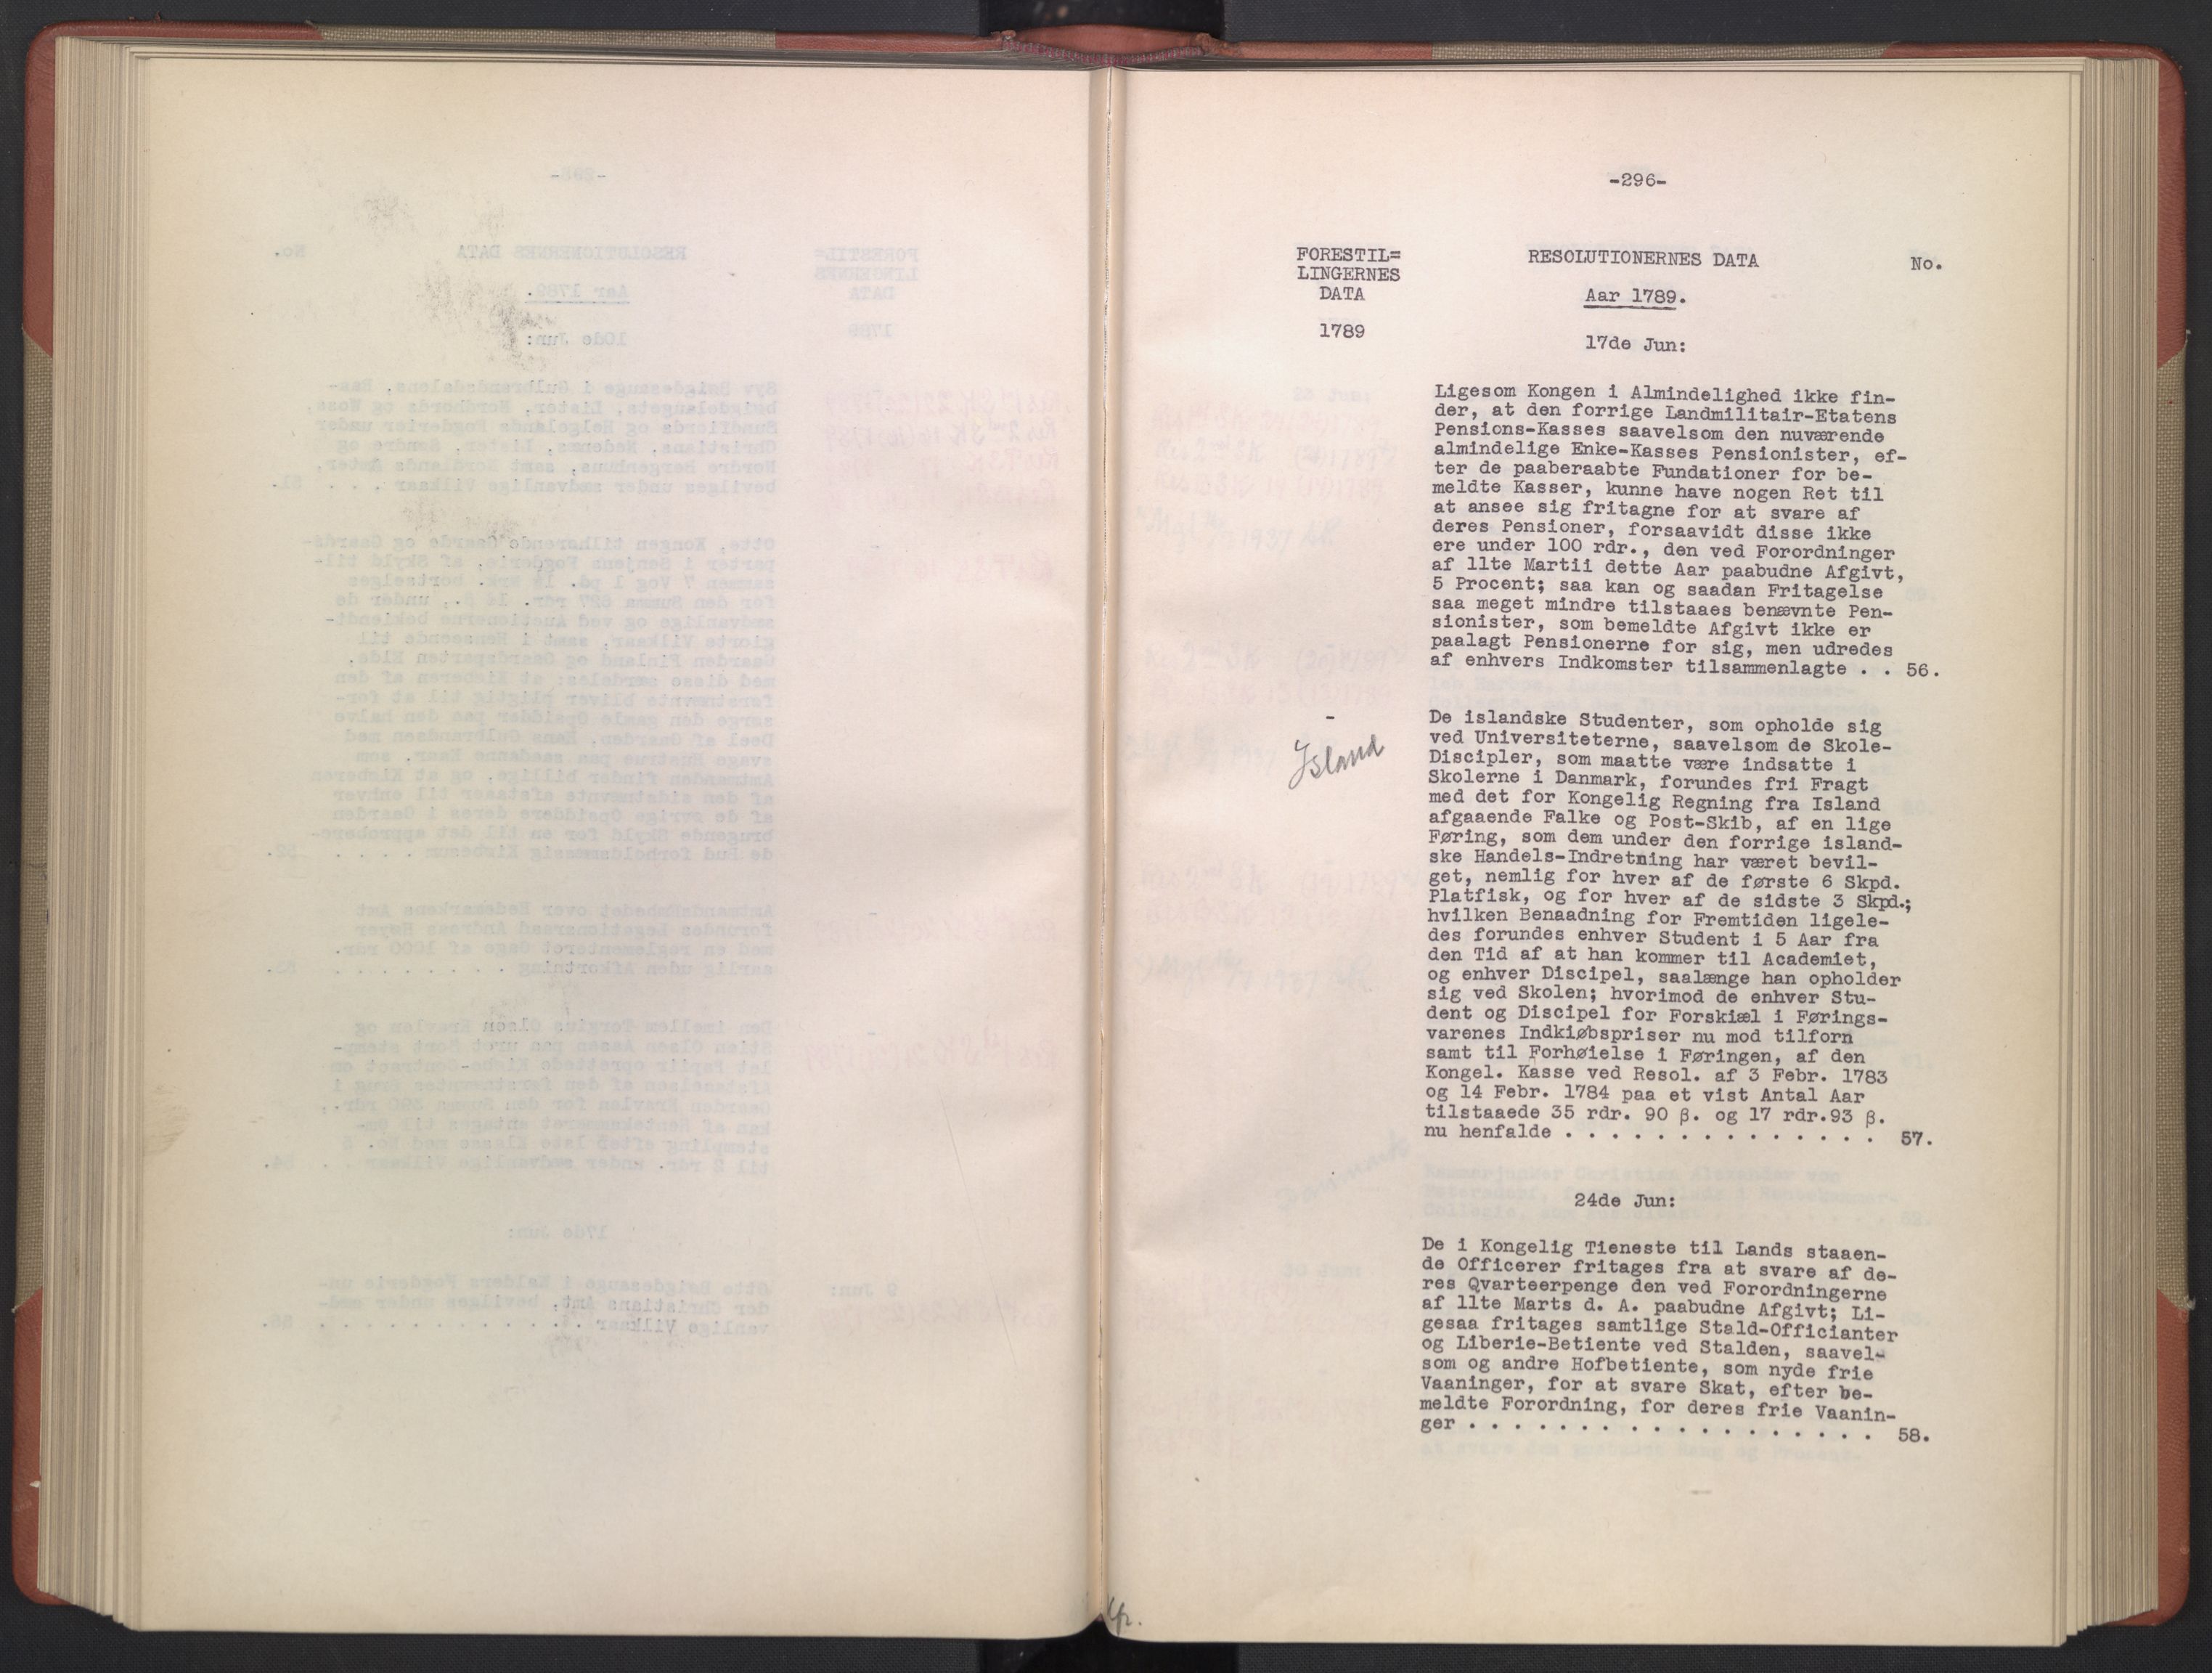 -296-
FORESTIL=
LINGERNES
DATA
1789
RESOLUTIONERNES DATA
Aar 1789.
17de Jun:
No.
Ligesom Kongen i Almindelighed ikke fin-
der, at den forrige Landmilitair-Etatens
Pensions-Kasses saavelsom den nuværende
almindelige Enke-Kasses Pensionister, ef-
ter de paaberaabte Fundationer for be-
meldte Kasser, kunne have nogen Ret til
at ansee sig fritagne for at svare af
deres Pensioner, forsaavidt disse ikke
ere under 100 rdr., den ved Forordninger
af 11te Martii dette Aar paabudne Afgivt,
5 Procent; saa kan og saadan Fritagelse
saa meget mindre tilstaaes benævnte Pen-
sionister, som bemeldte Afgivt ikke er
paalagt Pensionerne for sig, men udredes
af enhvers Indkomster tilsammenlagte . . 56.
-
Island
De islandske Studenter, som opholde sig
ved Universiteterne, saavelsom de Skole-
Discipler, som maatte være indsatte i
Skolerne i Danmark, forundes fri Fragt
med det for Kongelig Regning fra Island
afgaaende Falke og Post-Skib, af en lige
Føring, som dem under den forrige island-
ske Handels-Indretning har været bevil-
get, nemlig for hver af de første 6 Skpd.
Platfisk, og for hver af de sidste 3 Skpd.;
hvilken Benaadning for Fremtiden ligele-
des forundes enhver Student i 5 Aar fra
den Tid af at han kommer til Academiet,
og enhver Discipel, saalænge han opholder
sig ved Skolen; hvorimod de enhver Stu-
dent og Discipel for Forskiæl i Førings-
varenes Indkiøbspriser nu mod tilforn
samt til Forhøielse i Føringen, af den
Kongel. Kasse ved Resol. af 3 Febr. 1783
og 14 Febr. 1784 paa et vist Antal Aar
tilstaaede 35 rdr. 90 β. og 17 rdr.93 β.
nu henfalde . . . . . . . . . . . . . . 57.
24de Jun:
De i Kongelig Tieneste til Lands staaen-
de Officerer fritages fra at svare af de-
res Qvarteerpenge den ved Forordningerne
af 11te Marts d. A. paabudne Afgivt; Li-
gesaa fritages samtlige Stald-Officianter
og Liberie-Betiente ved Stalden, saavel-
som og andre Hofbetiente, som nyde frie
Vaaninger, for at svare Skat, efter be-
meldte Forordning, for deres frie Vaanin-
ger . . . . . . . . . . . . . . . . . . 58.